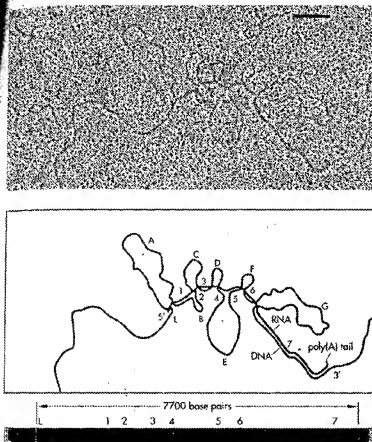 A
C
D
F
3
1
2
4
5
6
B
5'
L
G
E
RNA
DNA
7
poly(A) tail
3'
7700 base pairs
L 1 2 3 4 5 6 7